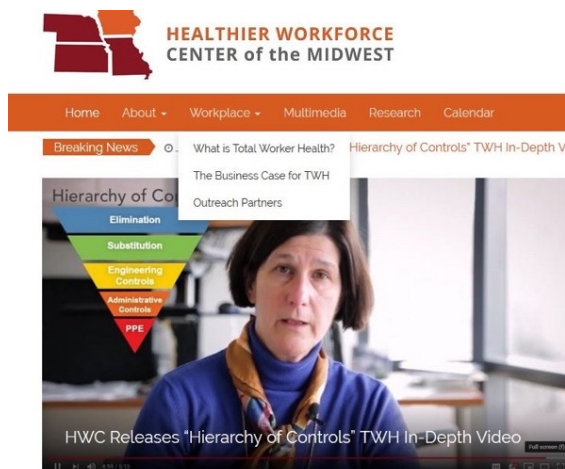 HEALTHIER WORKFORCE
CENTER of the MIDWEST
Home About Workplace Multimedia Research Calendar
Breaking News Hierarchy of Controls" TWH In-Depth V
What is Total Worker Health?
The Business Case for TWH
Outreach Partners
Hierarchy of Co
Elimination
Substitution
Engineering
Controls
Administrative
Controls
PPE
HWC Releases "Hierarchy of Controls" TWH In-Depth Video
Full screen (f)